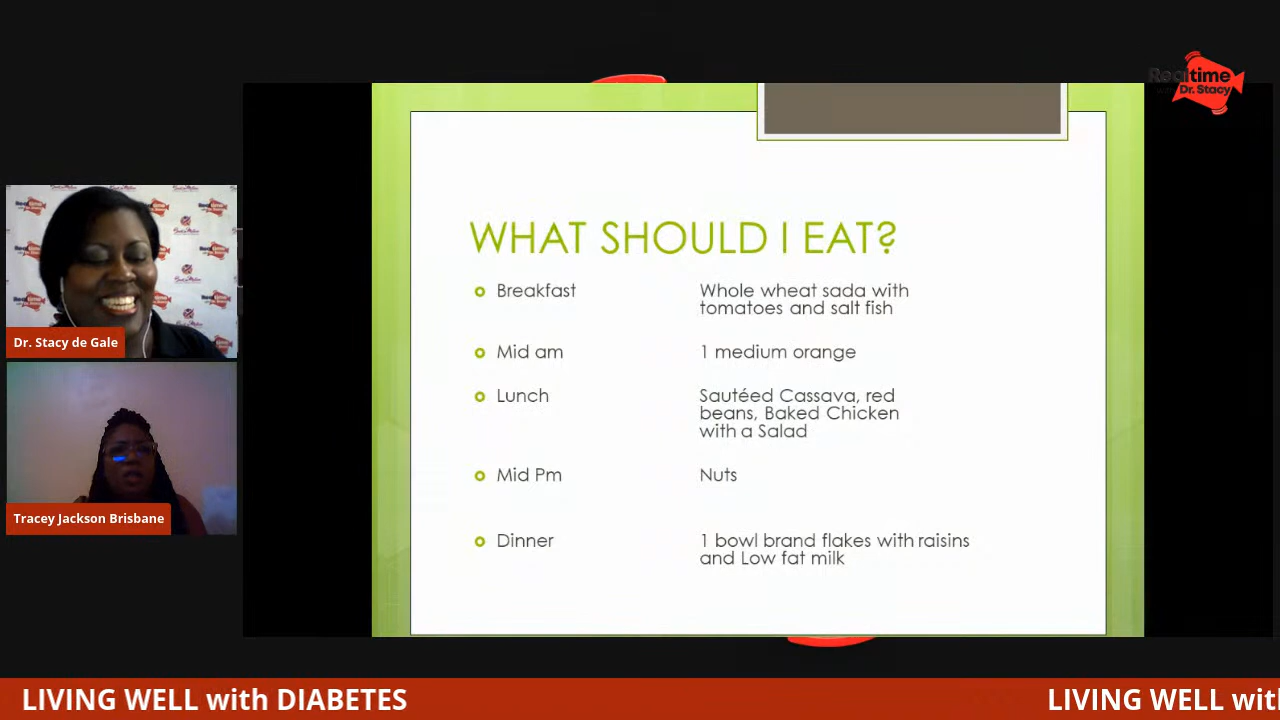 Realtime
Dr. Stacy
WHAT SHOULD I EAT?
Breakfast
Whole wheat sada with
tomatoes and salt fish
Mid am
1 medium orange
Lunch
Sautéed Cassava, red
beans, Baked Chicken
with a Salad
Mid Pm
Nuts
Dinner
1 bowl brand flakes with raisins
and Low fat milk
Dr. Stacy de Gale
Tracey Jackson Brisbane
LIVING WELL with DIABETES
LIVING WELL wit